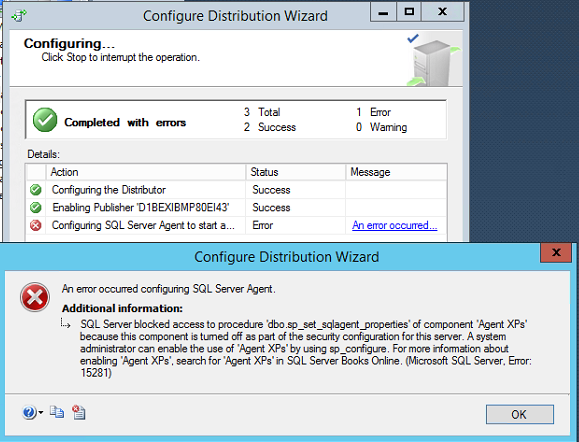 Configure Distribution Wizard
Configuring...
Click Stop to interrupt the operation.
Completed with errors
3 Total
1 Error
2 Success
0 Warning
Details:
Action Status Message
Configuring the Distributor Success
Enabling Publisher 'D1BEXIBMP80EI43' Success
Configuring SQL Server Agent to start a... Error An error occurred...
Configure Distribution Wizard
An error occurred configuring SQL Server Agent.
Additional information:
SQL Server blocked access to procedure 'dbo.sp_set_sqlagent_properties' of component 'Agent XPs'
because this component is turned off as part of the security configuration for this server. A system
administrator can enable the use of 'Agent XPs' by using sp_configure. For more information about
enabling 'Agent XPs', search for 'Agent XPs' in SQL Server Books Online. (Microsoft SQL Server, Error:
15281)
OK